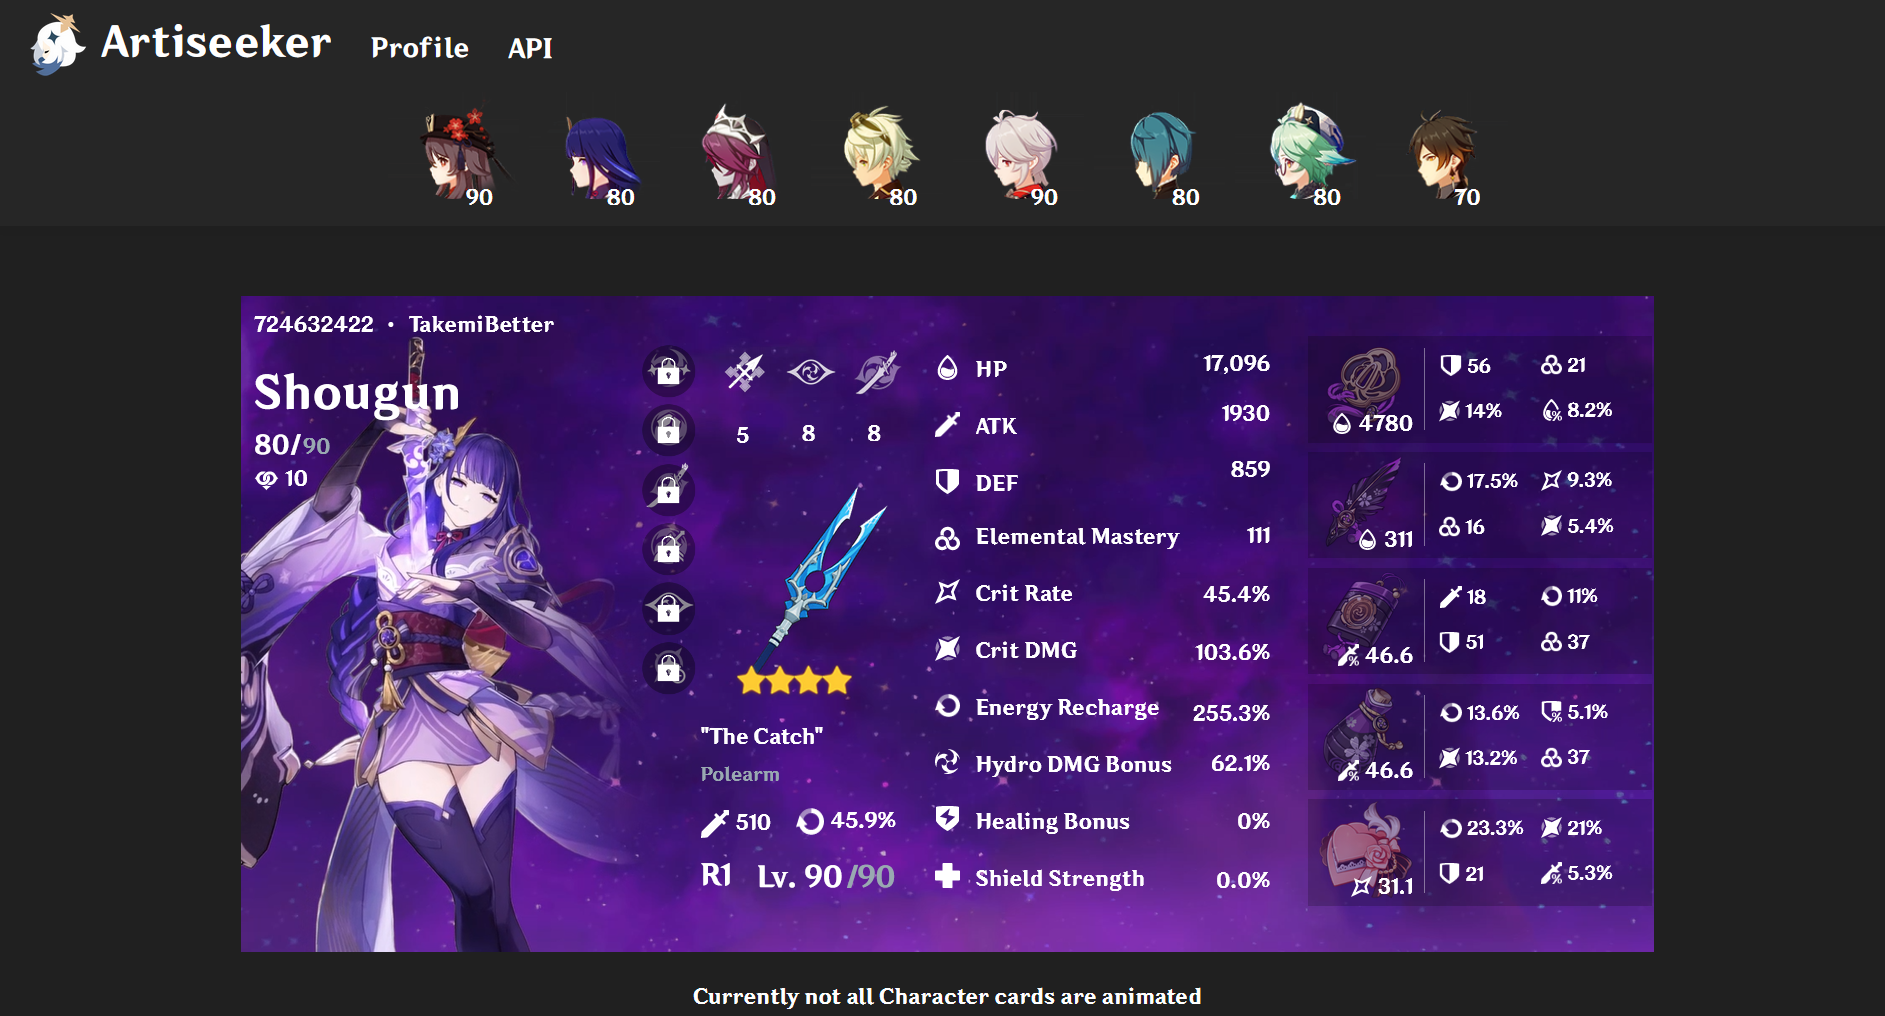 Artiseeker Profile API
90 80 80 80 90 80 80 70
724632422 • TakemiBetter
Shougun
80/90
10
5 8 8
"The Catch"
Polearm
510 45.9%
R1 Lv. 90/90
HP 17,096
ATK 1930
DEF 859
Elemental Mastery 111
Crit Rate 45.4%
Crit DMG 103.6%
Energy Recharge 255.3%
Hydro DMG Bonus 62.1%
Healing Bonus 0%
Shield Strength 0.0%
56 21
4780 14% 8.2%
17.5% 9.3%
311 16 5.4%
18 11%
46.6 51 37
13.6% 5.1%
46.6 13.2% 37
23.3% 21%
31.1 21 5.3%
Currently not all Character cards are animated